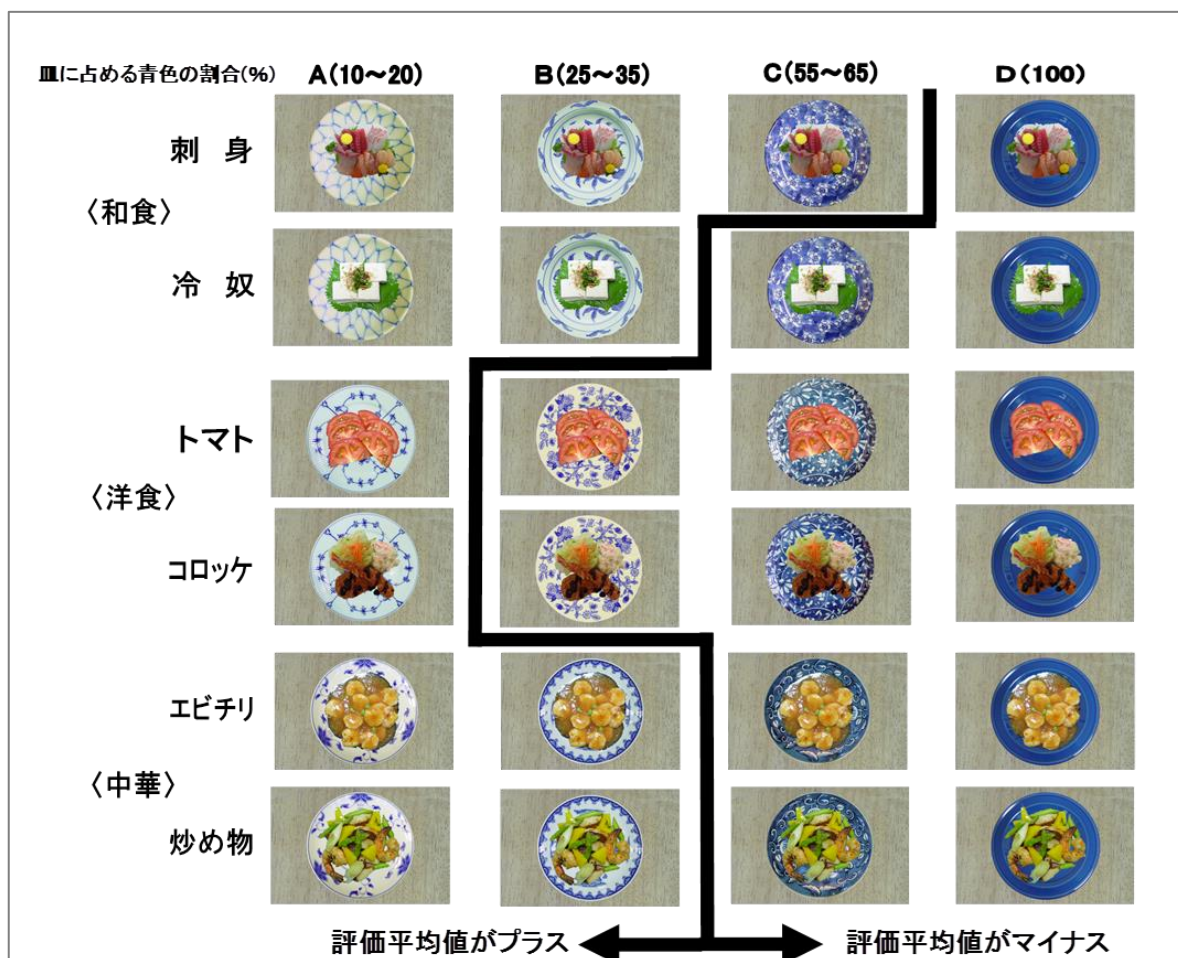 皿に占める青色の割合(%) A(10～20) B(25～35) C(55～65) D(100)
刺 身
〈和食〉
冷 奴
トマト
〈洋食〉
コロッケ
エビチリ
〈中華〉
炒め物
評価平均値がプラス 評価平均値がマイナス